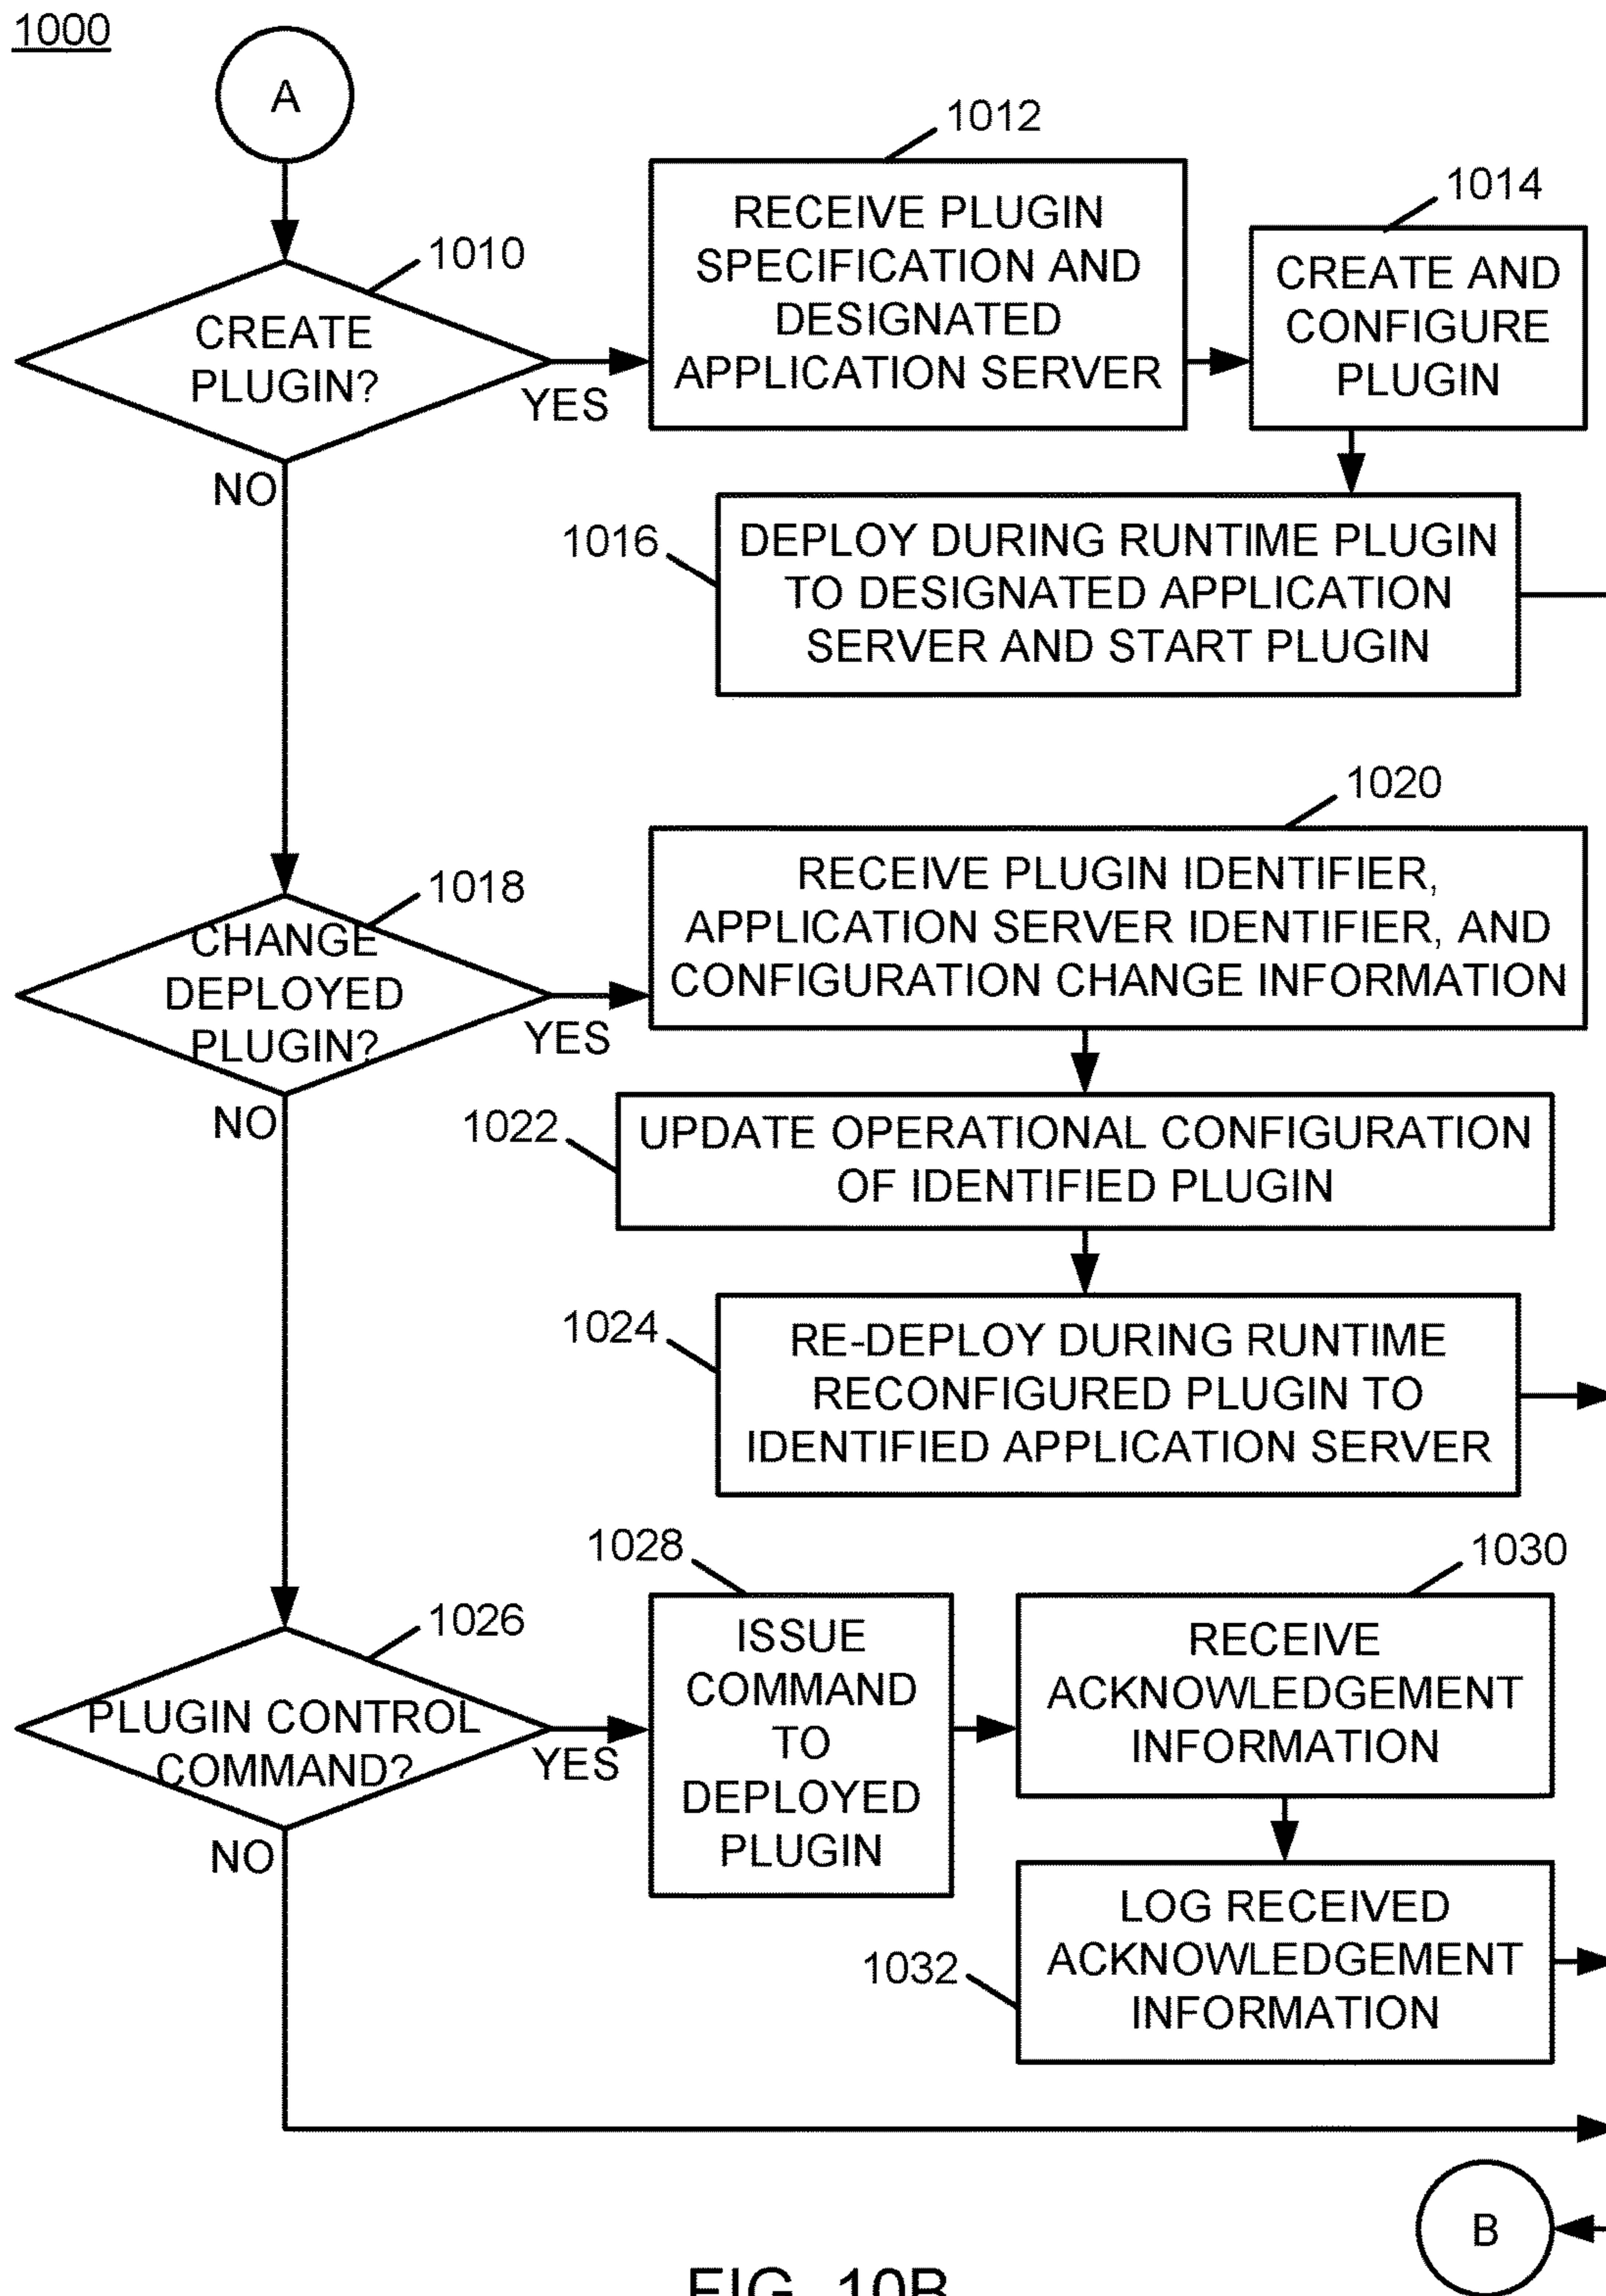 1000
A
1012
1014
1010
CREATE
PLUGIN?
YES
NO
RECEIVE PLUGIN
SPECIFICATION AND
DESIGNATED
APPLICATION SERVER
CREATE AND
CONFIGURE
PLUGIN
1016
DEPLOY DURING RUNTIME PLUGIN
TO DESIGNATED APPLICATION
SERVER AND START PLUGIN
1018
CHANGE
DEPLOYED
PLUGIN?
YES
NO
1020
RECEIVE PLUGIN IDENTIFIER,
APPLICATION SERVER IDENTIFIER, AND
CONFIGURATION CHANGE INFORMATION
1022
UPDATE OPERATIONAL CONFIGURATION
OF IDENTIFIED PLUGIN
1024
RE-DEPLOY DURING RUNTIME
RECONFIGURED PLUGIN TO
IDENTIFIED APPLICATION SERVER
1026
PLUGIN CONTROL
COMMAND?
YES
NO
1028
ISSUE
COMMAND
TO
DEPLOYED
PLUGIN
1030
RECEIVE
ACKNOWLEDGEMENT
INFORMATION
1032
LOG RECEIVED
ACKNOWLEDGEMENT
INFORMATION
B
FIG. 10B